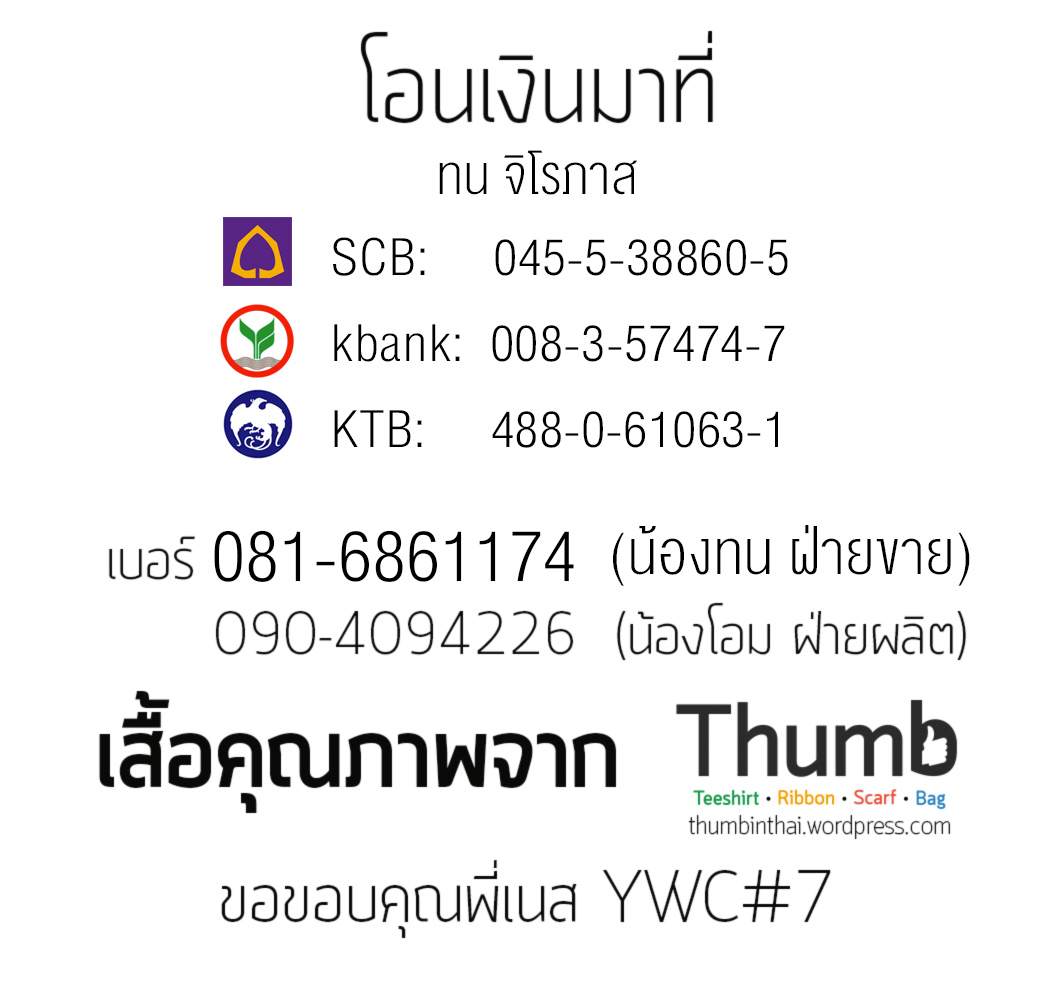 โอนเงินมาที่
ทน จิโรภาส
SCB: 045-5-38860-5
kbank: 008-3-57474-7
KTB: 488-0-61063-1
เบอร์ 081-6861174 (น้องทน ฝ่ายขาย)
090-4094226 (น้องโอม ฝ่ายผลิต)
เสื้อคุณภาพจาก Thumb
Teeshirt • Ribbon • Scarf • Bag
thumbinthai.wordpress.com
ขอขอบคุณพี่เนส YWC#7